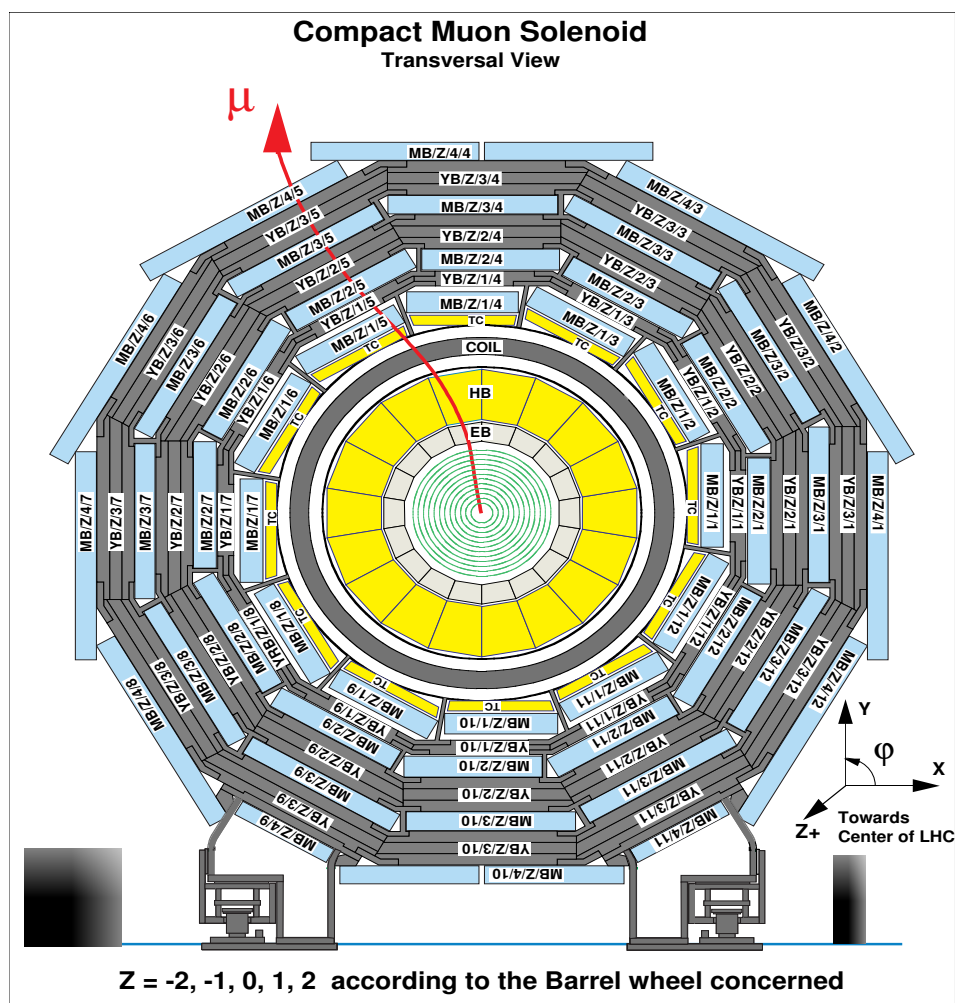 Compact Muon Solenoid
Transversal View
μ
MB/Z/4/4
YB/Z/3/4
MB/Z/3/4
YB/Z/2/4
MB/Z/2/4
YB/Z/1/4
MB/Z/1/4
TC
MB/Z/4/5
YB/Z/3/5
MB/Z/3/5
YB/Z/2/5
MB/Z/2/5
YB/Z/1/5
MB/Z/1/5
TC
MB/Z/4/3
YB/Z/3/3
MB/Z/3/3
YB/Z/2/3
MB/Z/2/3
YB/Z/1/3
MB/Z/1/3
TC
MB/Z/4/6
YB/Z/3/6
MB/Z/3/6
YB/Z/2/6
MB/Z/2/6
YB/Z/1/6
MB/Z/1/6
TC
MB/Z/4/2
YB/Z/3/2
MB/Z/3/2
YB/Z/2/2
MB/Z/2/2
YB/Z/1/2
MB/Z/1/2
TC
COIL
HB
EB
MB/Z/4/7
YB/Z/3/7
MB/Z/3/7
YB/Z/2/7
MB/Z/2/7
YB/Z/1/7
MB/Z/1/7
TC
TC
MB/Z/1/1
YB/Z/1/1
MB/Z/2/1
YB/Z/2/1
MB/Z/3/1
YB/Z/3/1
MB/Z/4/1
MB/Z/4/8
YB/Z/3/8
MB/Z/3/8
YB/Z/2/8
MB/Z/2/8
YRB/Z/1/8
MB/Z/1/8
TC
TC
MB/Z/1/12
YB/Z/1/12
MB/Z/2/12
YB/Z/2/12
MB/Z/3/12
YB/Z/3/12
MB/Z/4/12
TC
MB/Z/1/9
YB/Z/1/9
MB/Z/2/9
YB/Z/2/9
MB/Z/3/9
YB/Z/3/9
MB/Z/4/9
TC
MB/Z/1/11
YB/Z/1/11
MB/Z/2/11
YB/Z/2/11
MB/Z/3/11
YB/Z/3/11
MB/Z/4/11
TC
MB/Z/1/10
YB/Z/1/10
MB/Z/2/10
YB/Z/2/10
MB/Z/3/10
YB/Z/3/10
MB/Z/4/10
Y
φ
X
Z+
Towards
Center of LHC
Z = -2, -1, 0, 1, 2 according to the Barrel wheel concerned